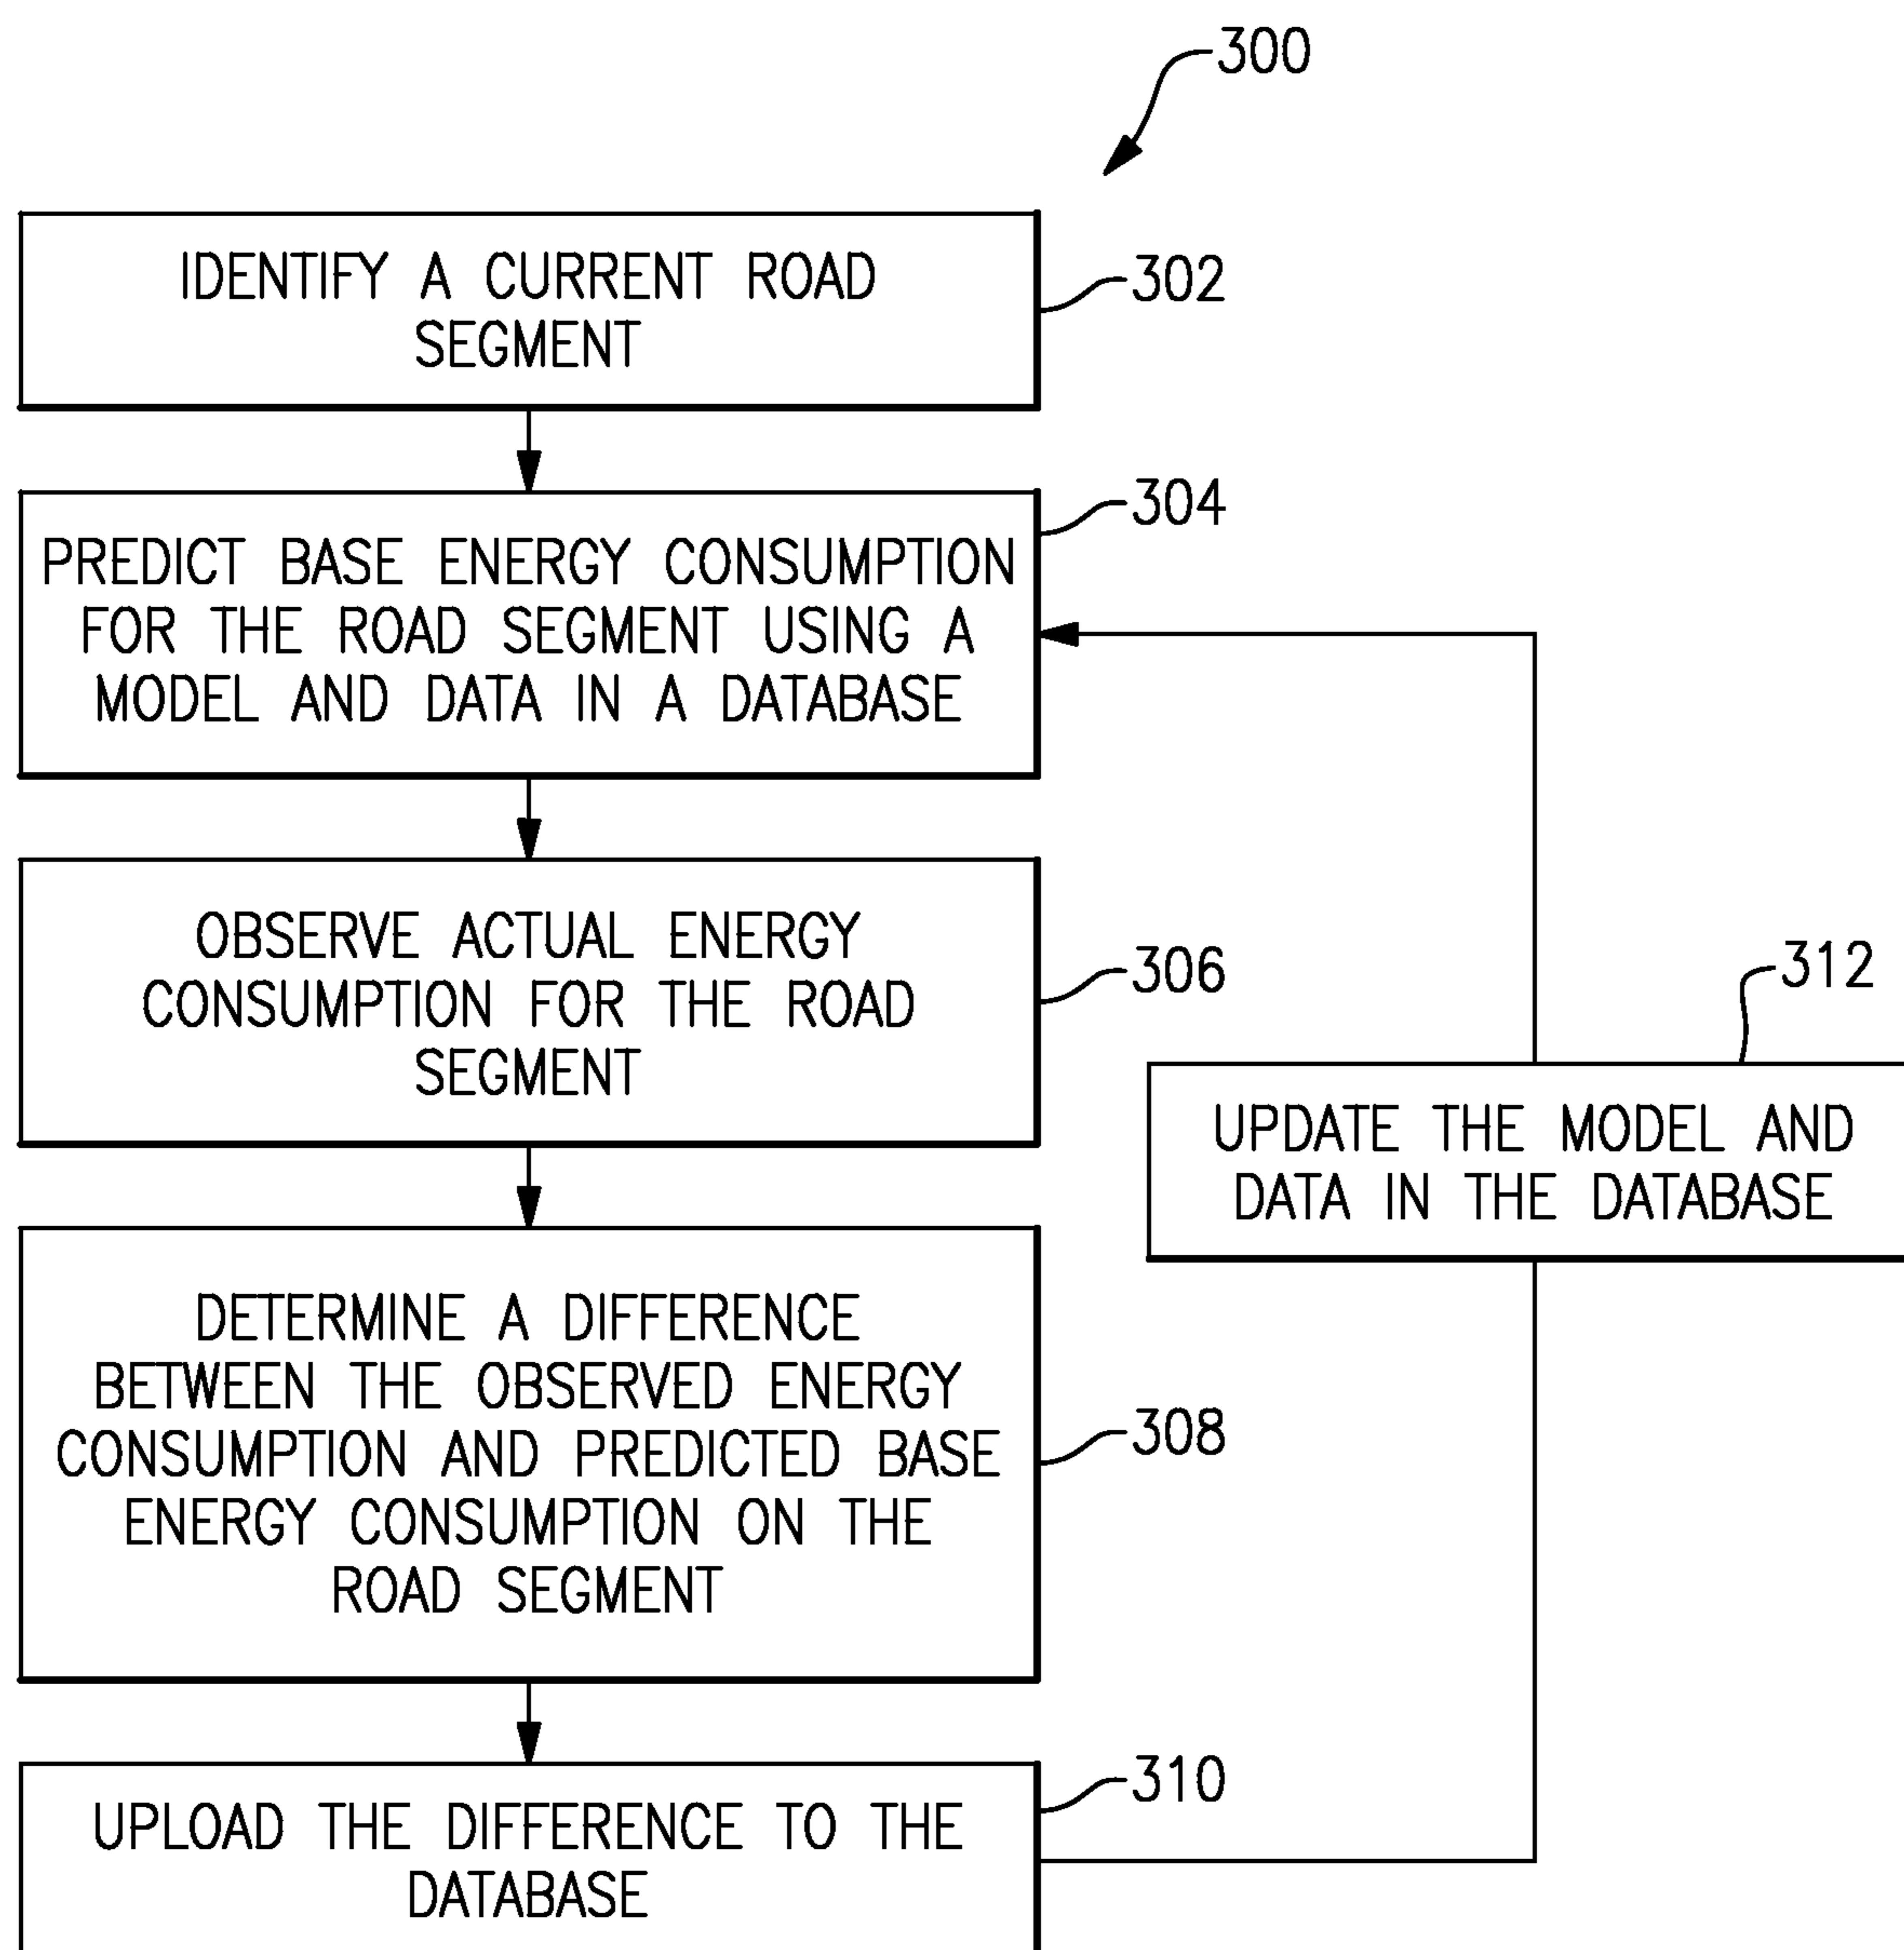 300
IDENTIFY A CURRENT ROAD
SEGMENT
302
PREDICT BASE ENERGY CONSUMPTION
FOR THE ROAD SEGMENT USING A
MODEL AND DATA IN A DATABASE
304
OBSERVE ACTUAL ENERGY
CONSUMPTION FOR THE ROAD
SEGMENT
306
312
UPDATE THE MODEL AND
DATA IN THE DATABASE
DETERMINE A DIFFERENCE
BETWEEN THE OBSERVED ENERGY
CONSUMPTION AND PREDICTED BASE
ENERGY CONSUMPTION ON THE
ROAD SEGMENT
308
UPLOAD THE DIFFERENCE TO THE
DATABASE
310